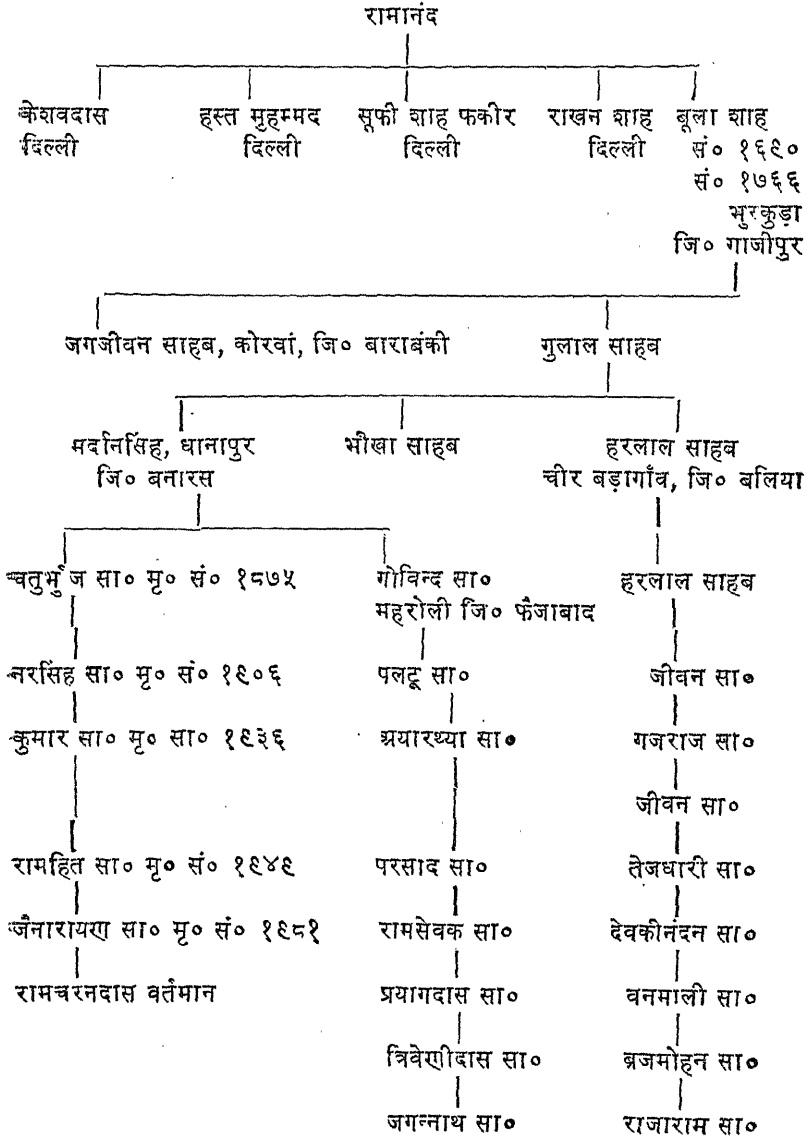 रामानंद
केशवदास हस्त मुहम्मद सूफी शाह फकीर राखन शाह बूला शाह
दिल्ली दिल्ली दिल्ली दिल्ली सं० १६९०
सं० १७६६
भुरकुड़ा
जि० गाजीपुर
जगजीवन साहब, कोरवां, जि० बाराबंकी गुलाल साहब
मर्दानसिंह, धानापुर भीखा साहब हरलाल साहब
जि० बनारस चीर बड़ागाँव, जि० बलिया
चतुर्भुज सा० मृ० सं० १८७५ गोविन्द सा० हरलाल साहब
महरोली जि० फैजाबाद
नरसिंह सा० मृ० सं० १९०६ पलटू सा० जीवन सा०
कुमार सा० मृ० सा० १९३६ अयारथ्या सा० गजराज सा०
जीवन सा०
रामहित सा० मृ० सं० १९४९ परसाद सा० तेजधारी सा०
जैनारायण सा० मृ० सं० १९८१ रामसेवक सा० देवकीनंदन सा०
रामचरनदास वर्तमान प्रयागदास सा० वनमाली सा०
त्रिवेणीदास सा० ब्रजमोहन सा०
जगन्नाथ सा० राजाराम सा०